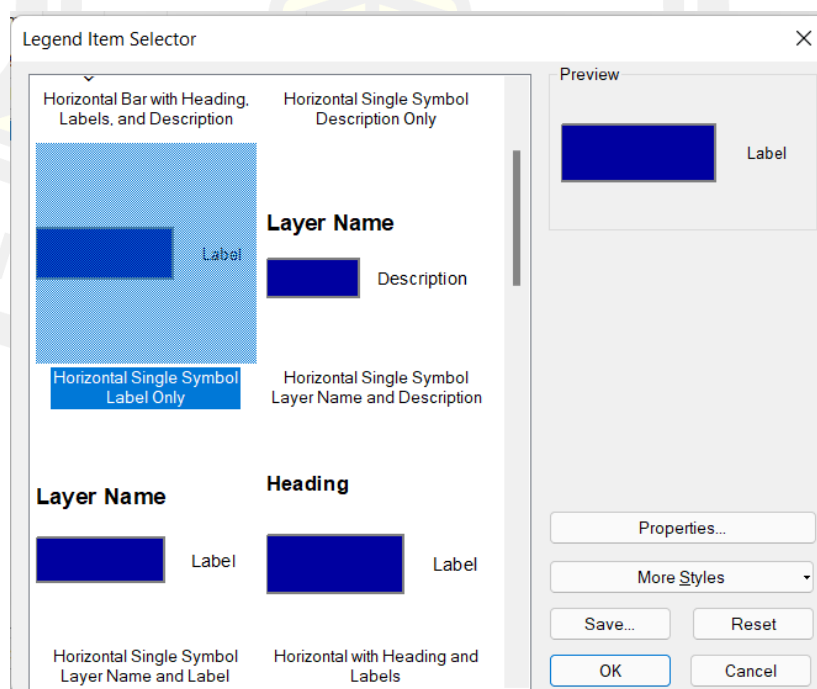 Legend Item Selector
Preview
Horizontal Bar with Heading,
Labels, and Description
Horizontal Single Symbol
Description Only
Label
Label
Layer Name
Description
Horizontal Single Symbol
Label Only
Horizontal Single Symbol
Layer Name and Description
Layer Name
Label
Heading
Label
Horizontal Single Symbol
Layer Name and Label
Horizontal with Heading and
Labels
Properties...
More Styles
Save...
Reset
OK
Cancel